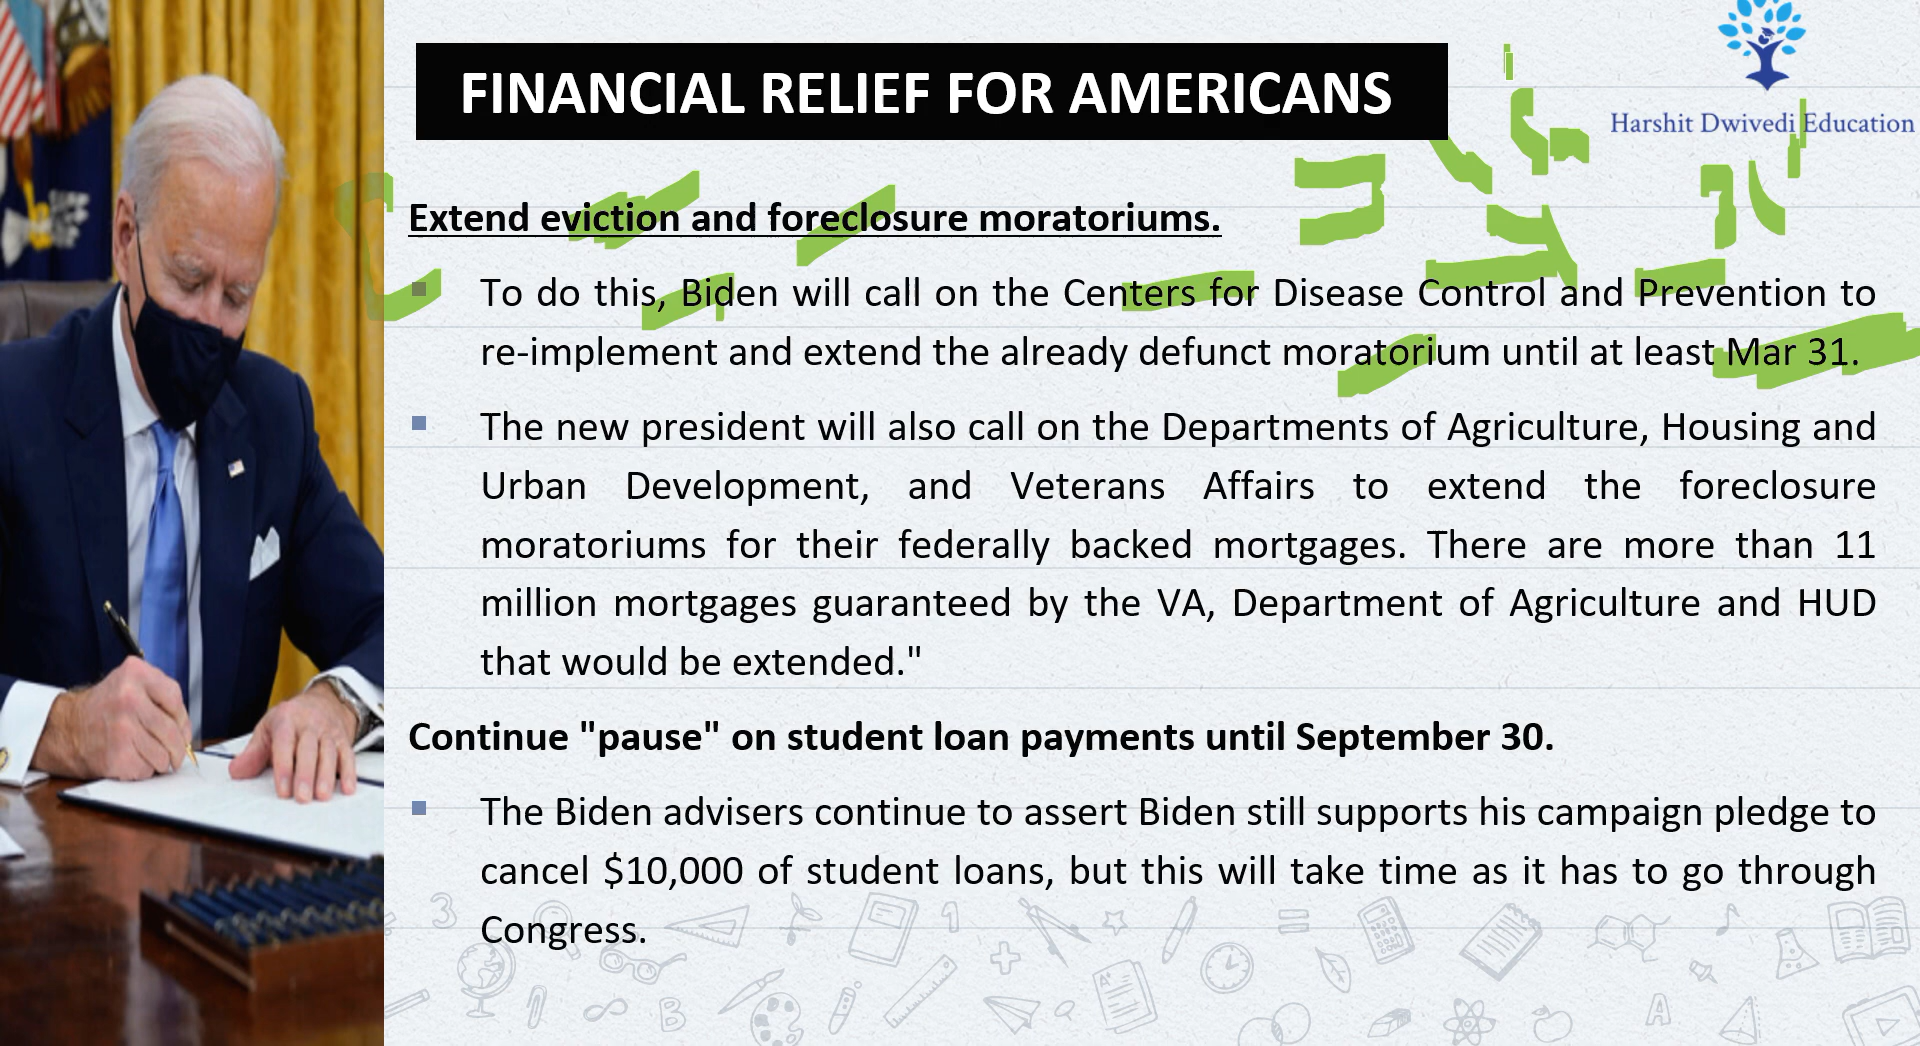 FINANCIAL RELIEF FOR AMERICANS
Harshit Dwivedi Education
Extend eviction and foreclosure moratoriums.
To do this, Biden will call on the Centers for Disease Control and Prevention to
re-implement and extend the already defunct moratorium until at least Mar 31.
The new president will also call on the Departments of Agriculture, Housing and
Urban Development, and Veterans Affairs to extend the foreclosure
moratoriums for their federally backed mortgages. There are more than 11
million mortgages guaranteed by the VA, Department of Agriculture and HUD
that would be extended."
Continue "pause" on student loan payments until September 30.
The Biden advisers continue to assert Biden still supports his campaign pledge to
cancel $10,000 of student loans, but this will take time as it has to go through
Congress.